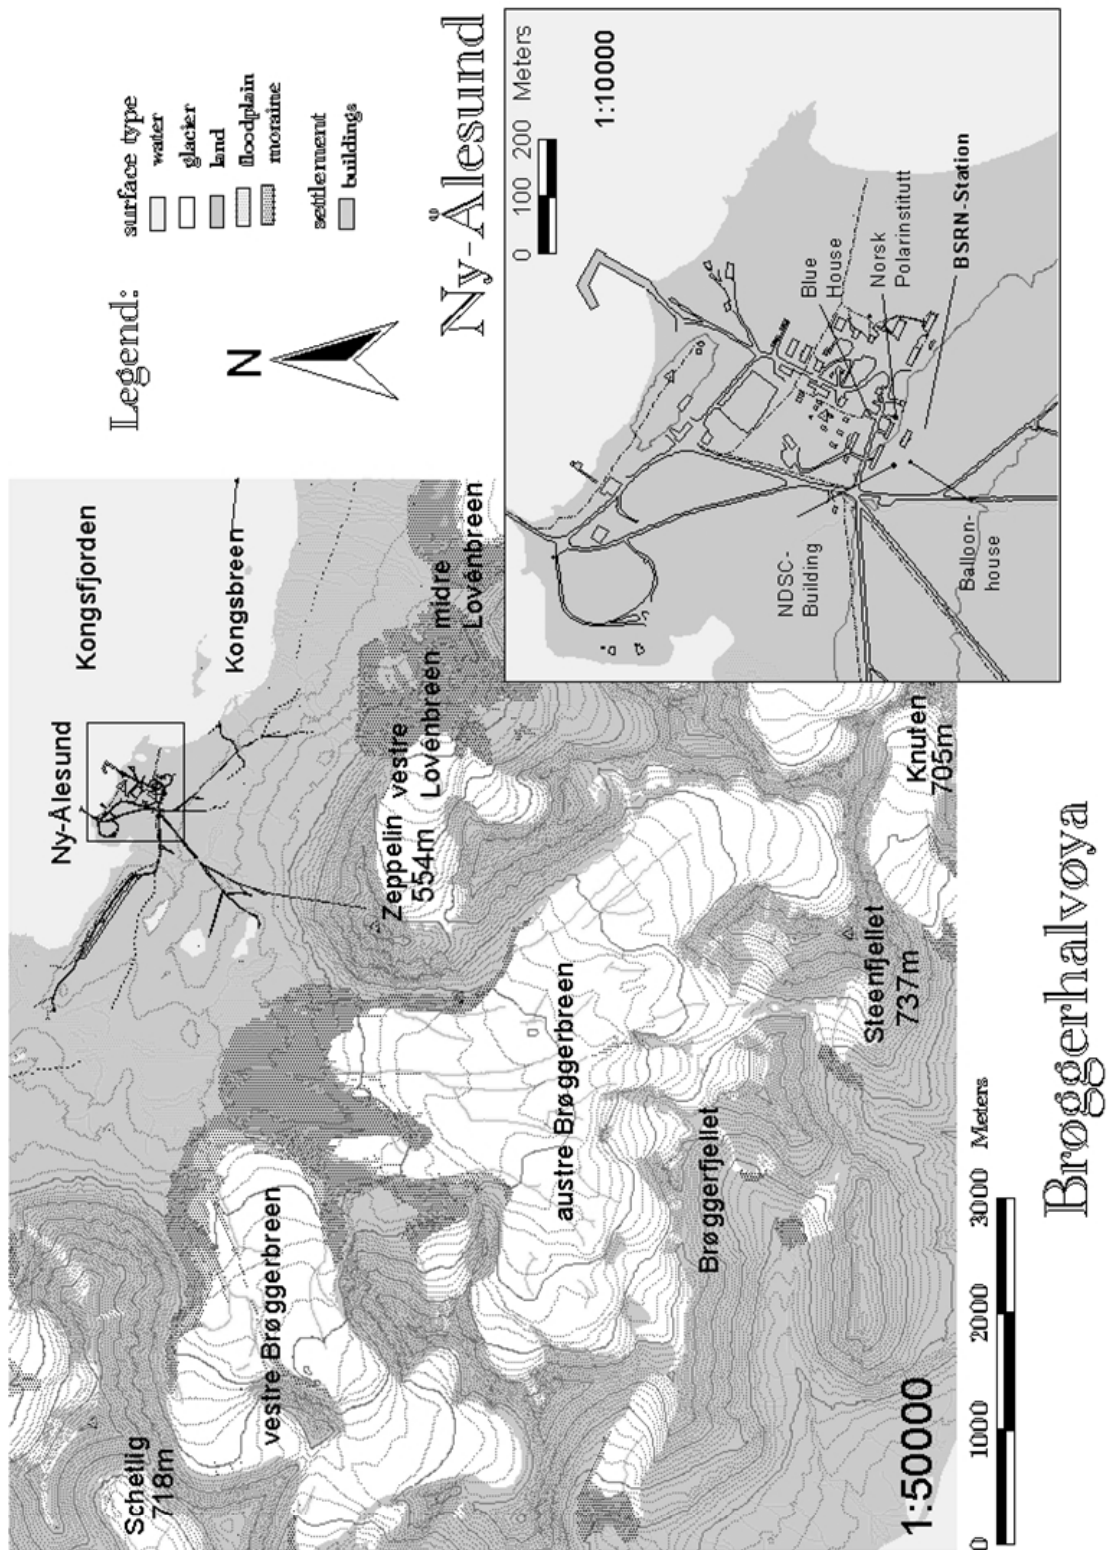 Legend:
surface type
water
glacier
land
floodplain
moraine
settlement
buildings
N
Ny-Ålesund
0 100 200 Meters
1:10000
Blue
House
Norsk
Polarinstitutt
BSRN-Station
NDSC-
Building
Balloon-
house
Ny-Ålesund
Kongsfjorden
Kongsbreen
Zeppelin
554m
vestre
Lovénbreen
midre
Lovénbreen
Schetlig
718m
vestre Brøggerbreen
austre Brøggerbreen
Brøggerfjellet
Steenfjellet
737m
Knuten
705m
1:50000
0 1000 2000 3000 Meters
Brøggerhalvøya